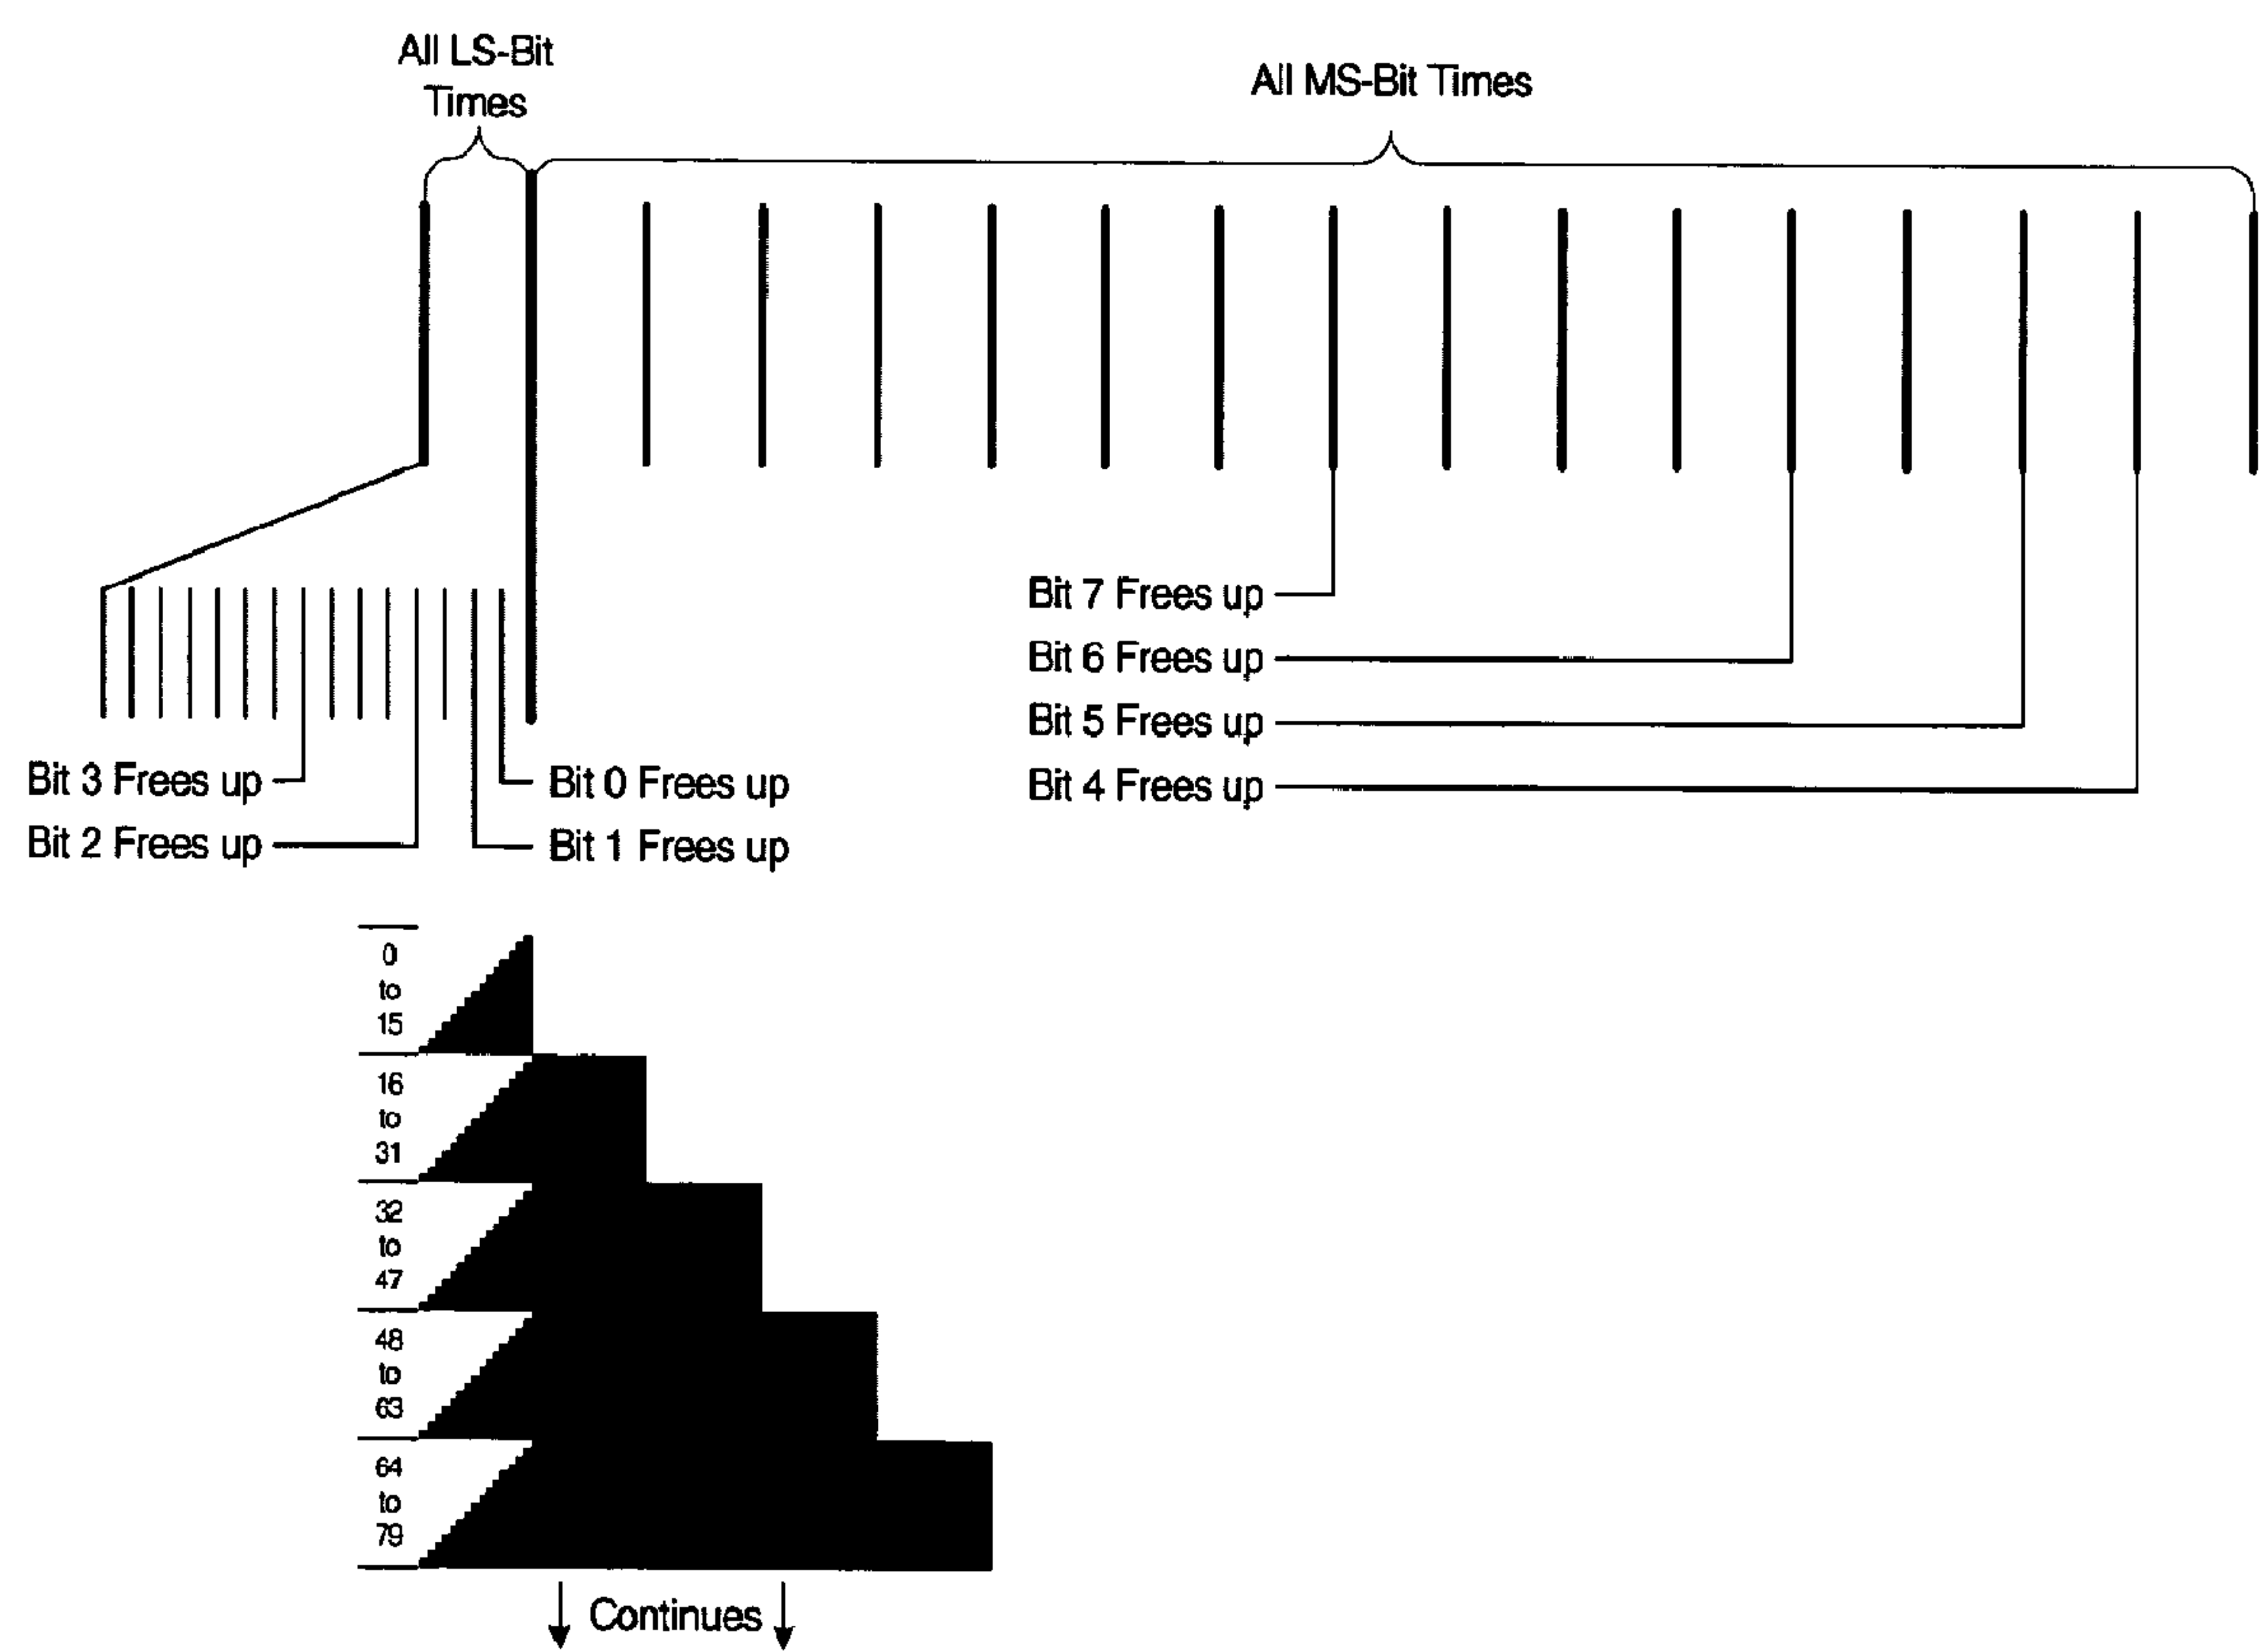 All LS-Bit
Times
All MS-Bit Times
Bit 7 Frees up
Bit 6 Frees up
Bit 5 Frees up
Bit 4 Frees up
Bit 3 Frees up
Bit 0 Frees up
Bit 2 Frees up
Bit 1 Frees up
0
to
15
16
to
31
32
to
47
48
to
63
64
to
79
Continues